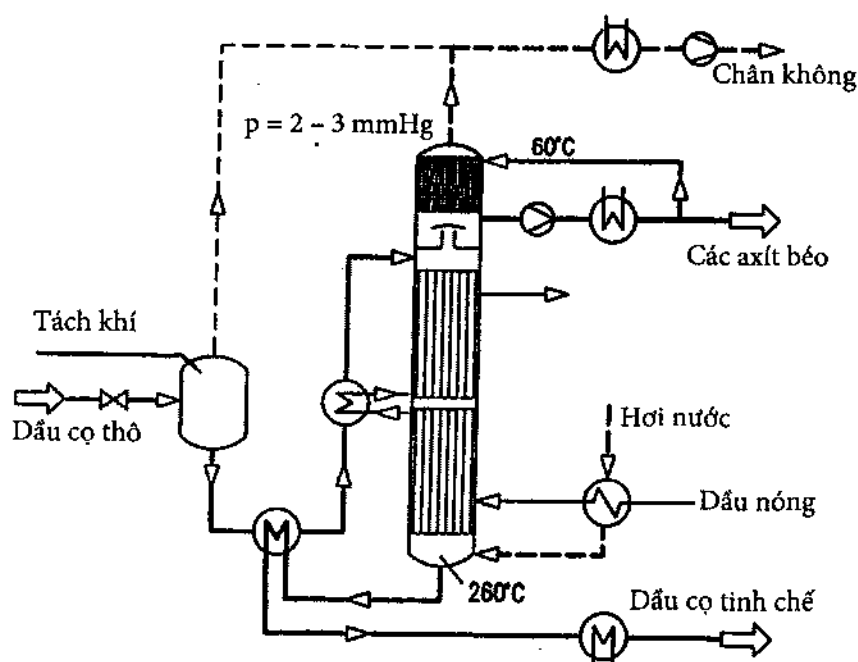 Chân không
p = 2 – 3 mmHg
60°C
Các axít béo
Tách khí
Dầu cọ thô
Hơi nước
Dầu nóng
260°C
Dầu cọ tinh chế